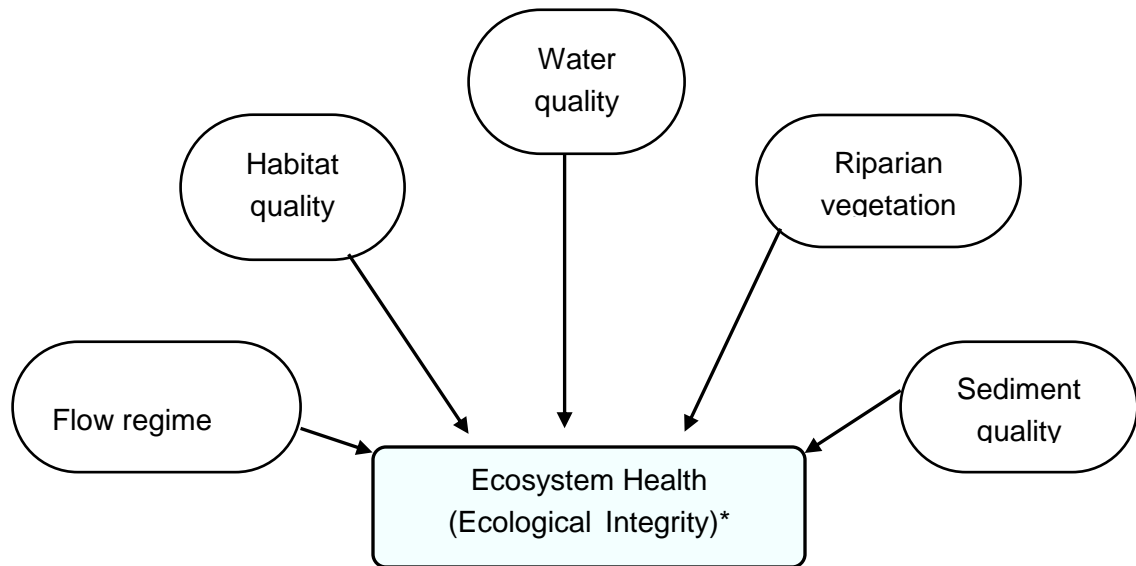 Water
quality
Habitat
quality
Riparian
vegetation
Flow regime
Sediment
quality
Ecosystem Health
(Ecological Integrity)*